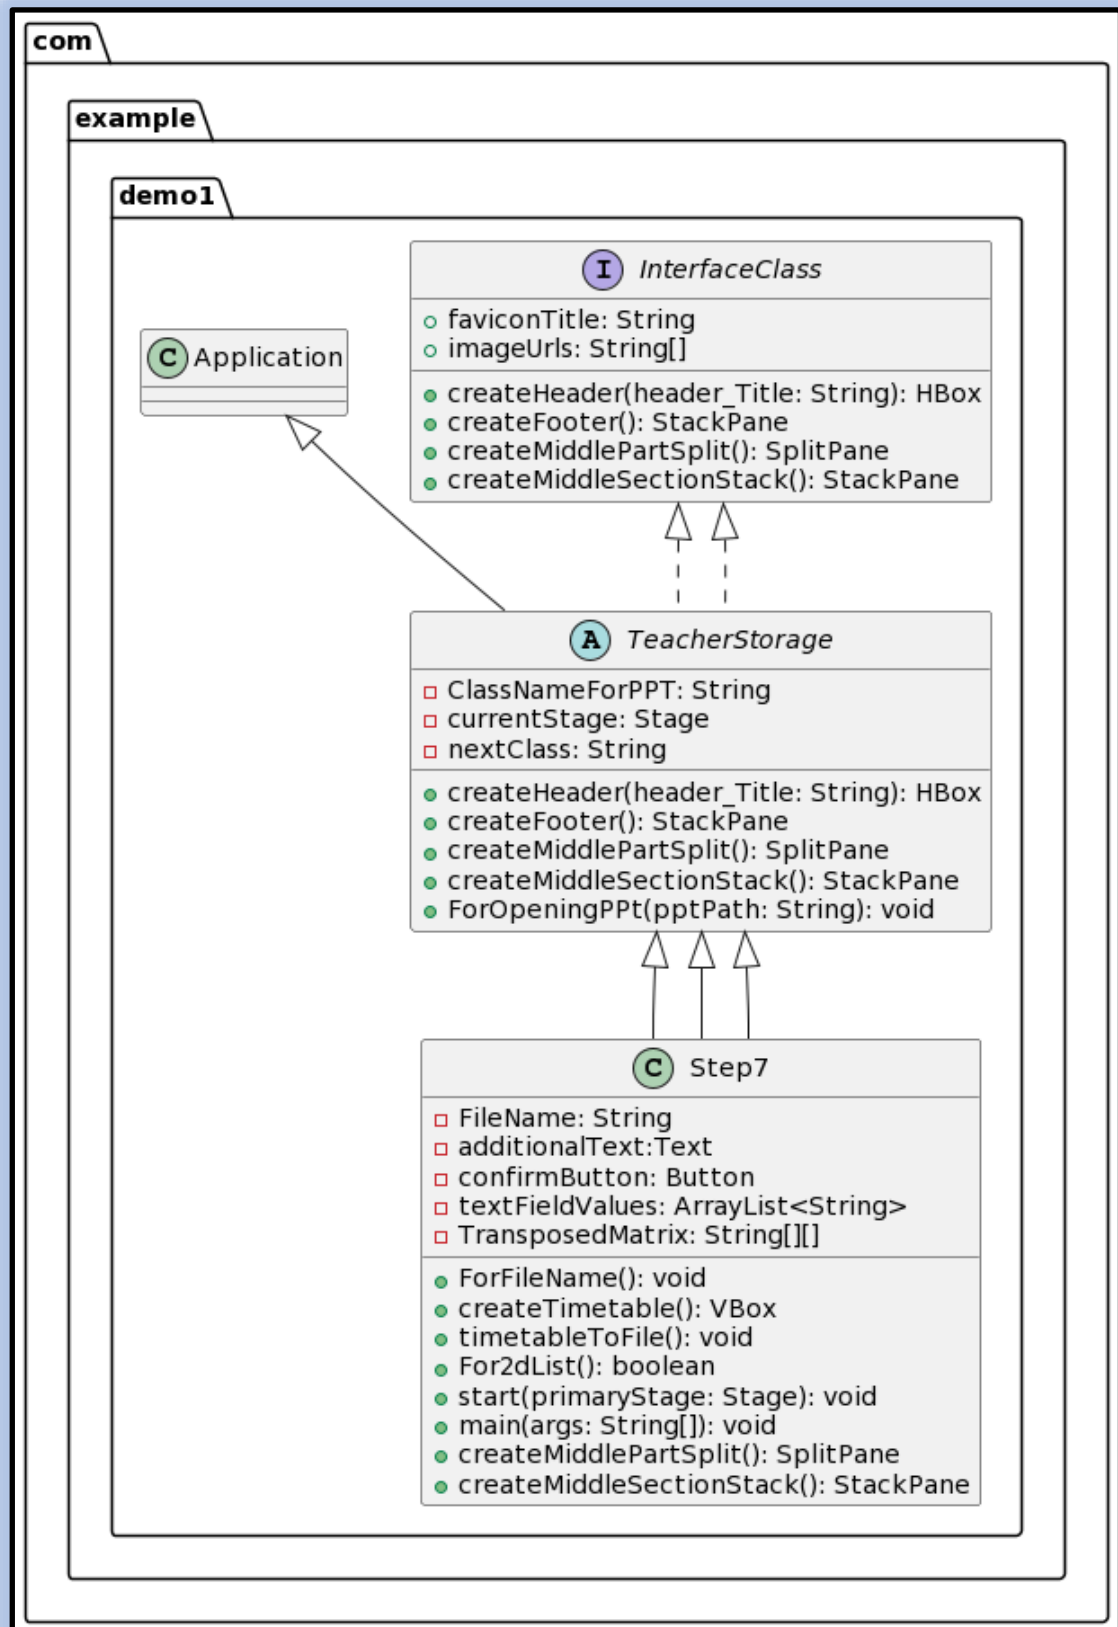 com
example
demo1
I InterfaceClass
faviconTitle: String
imageUrls: String[]
createHeader(header_Title: String): HBox
createFooter(): StackPane
createMiddlePartSplit(): SplitPane
createMiddleSectionStack(): StackPane
C Application
A TeacherStorage
ClassNameForPPT: String
currentStage: Stage
nextClass: String
createHeader(header_Title: String): HBox
createFooter(): StackPane
createMiddlePartSplit(): SplitPane
createMiddleSectionStack(): StackPane
ForOpeningPPt(pptPath: String): void
C Step7
FileName: String
additionalText:Text
confirmButton: Button
textFieldValues: ArrayList<String>
TransposedMatrix: String[][]
ForFileName(): void
createTimetable(): VBox
timetableToFile(): void
For2dList(): boolean
start(primaryStage: Stage): void
main(args: String[]): void
createMiddlePartSplit(): SplitPane
createMiddleSectionStack(): StackPane